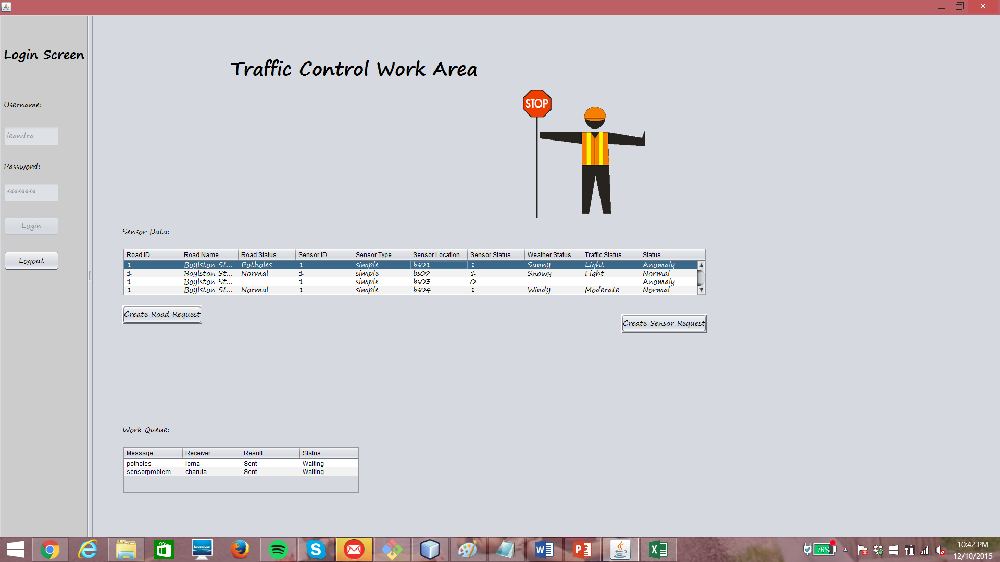 Login Screen
Traffic Control Work Area
STOP
Username:
leandra
Password:
********
Login
Logout
Sensor Data:
Road ID Road Name Road Status Sensor ID Sensor Type Sensor Location Sensor Status Weather Status Traffic Status Status
1 Boylston St... Potholes 1 simple bs01 1 Sunny Light Anomaly
1 Boylston St... Normal 1 simple bs02 1 Snowy Light Normal
1 Boylston St... 1 simple bs03 0 Anomaly
1 Boylston St... Normal 1 simple bs04 1 Windy Moderate Normal
Create Road Request
Create Sensor Request
Work Queue:
Message Receiver Result Status
potholes lorna Sent Waiting
sensorproblem charuta Sent Waiting
76%
10:42 PM
12/10/2015